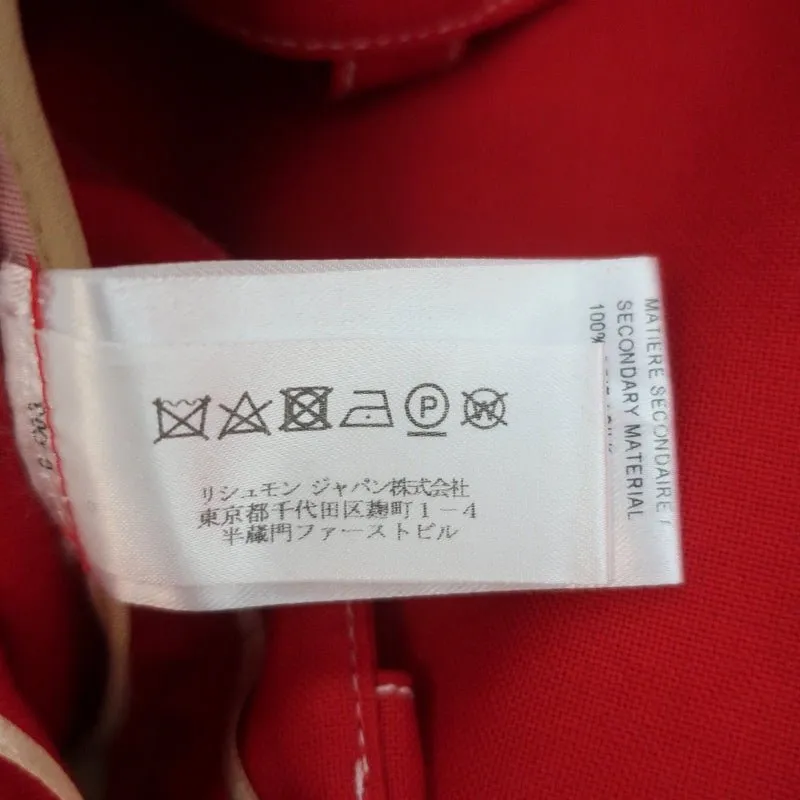 P
W
リシュモン ジャパン株式会社
東京都千代田区麹町1-4
半蔵門ファーストビル
MATIERE SECONDAIRE /
SECONDARY MATERIAL
100%